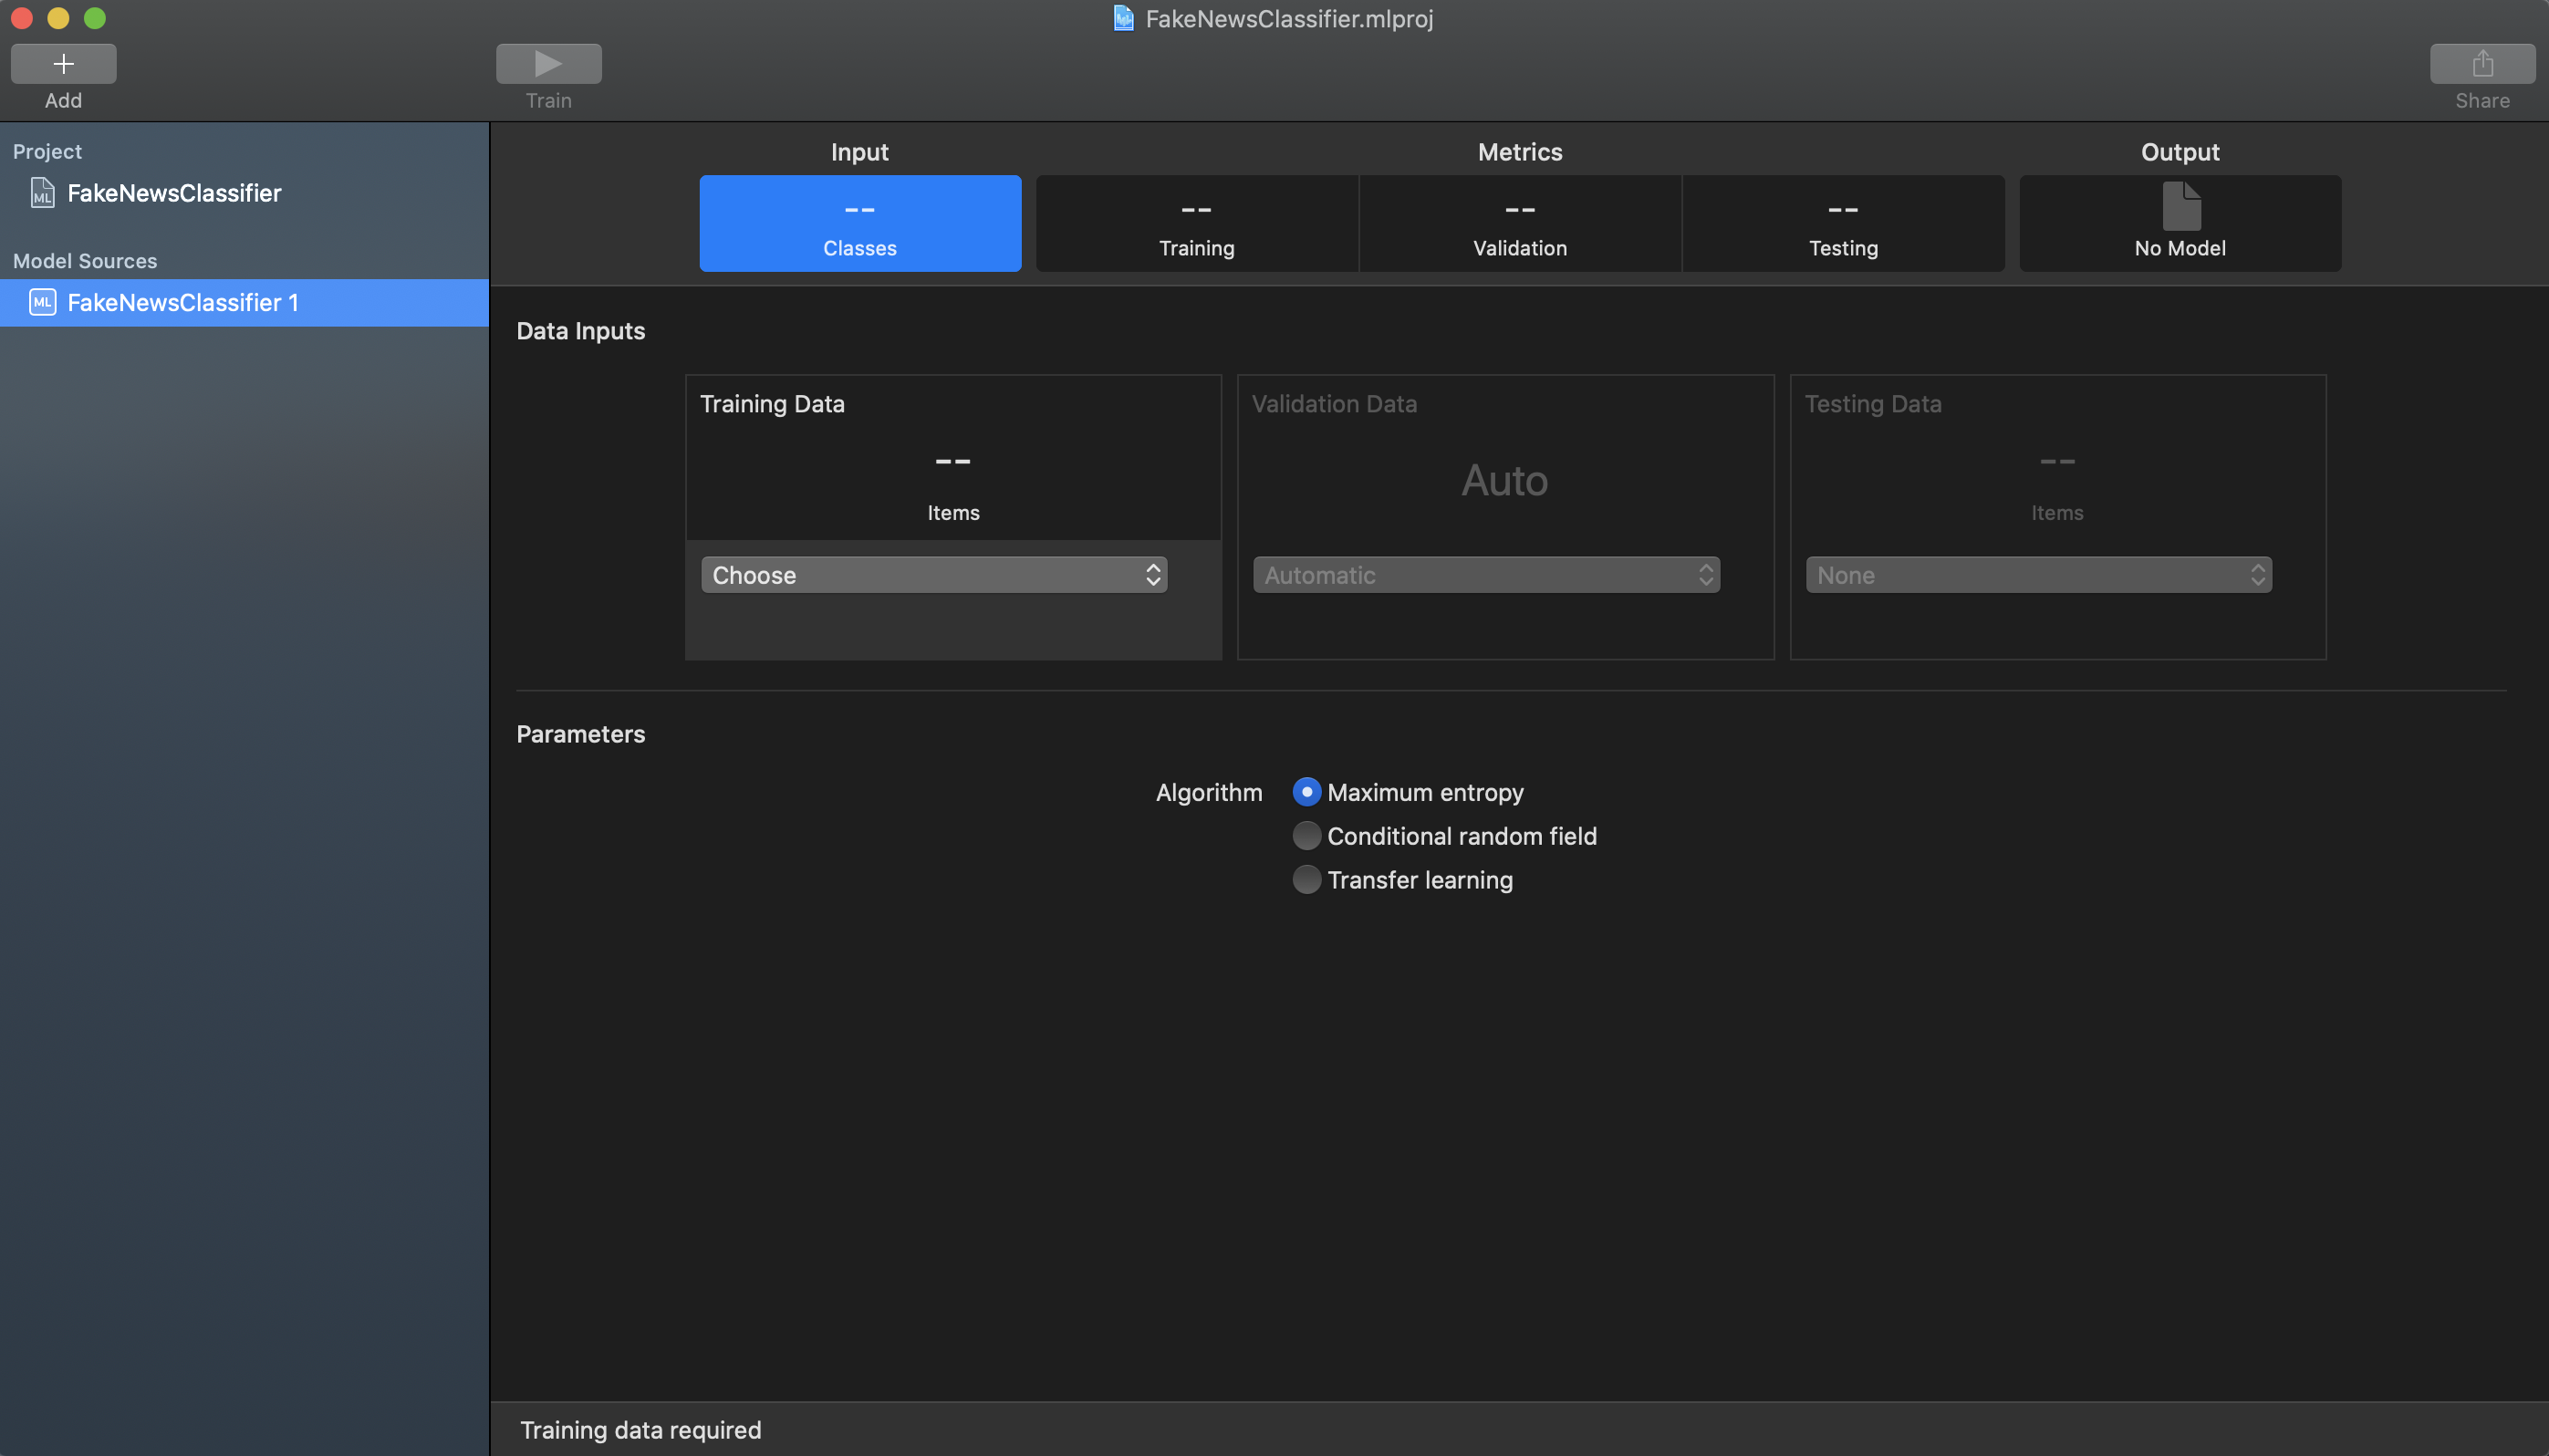 FakeNewsClassifier.mlproj
Add
Train
Share
Project
ML FakeNewsClassifier
Model Sources
ML FakeNewsClassifier 1
Input
Metrics
Output
-- -- -- --
Classes
Training
Validation
Testing
No Model
Data Inputs
Training Data
--
Items
Choose
Validation Data
Auto
Automatic
Testing Data
--
Items
None
Parameters
Algorithm
Maximum entropy
Conditional random field
Transfer learning
Training data required